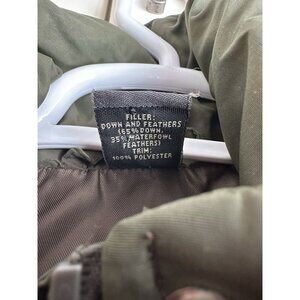 FILLER:
DOWN AND FEATHERS
(65% DOWN,
35% WATERFOWL
FEATHERS)
TRIM:
100% POLYESTER